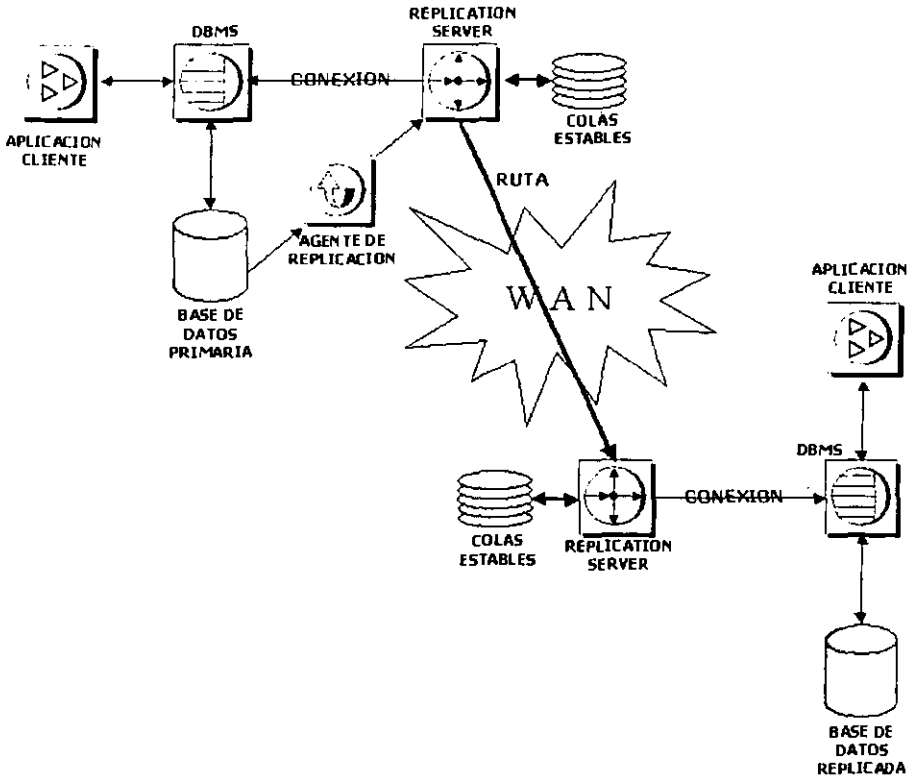 REPLICATION
SERVER
DBMS
CONEXION
COLAS
ESTABLES
APLICACION
CLIENTE
RUTA
AGENTE DE
REPLICACION
WAN
BASE DE
DATOS
PRIMARIA
APLICACION
CLIENTE
DBMS
CONEXION
COLAS
ESTABLES
REPLICATION
SERVER
BASE DE
DATOS
REPLICADA